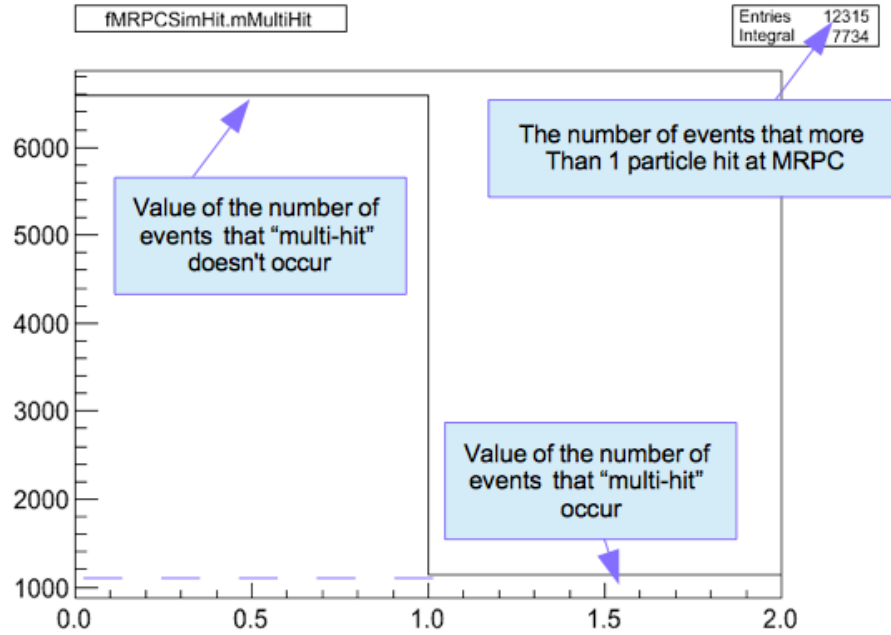 fMRPCSimHit.mMultiHit
Entries 12315
Integral 7734
The number of events that more
Than 1 particle hit at MRPC
Value of the number of
events that “multi-hit”
doesn't occur
Value of the number of
events that “multi-hit”
occur
6000
5000
4000
3000
2000
1000
0.0 0.5 1.0 1.5 2.0